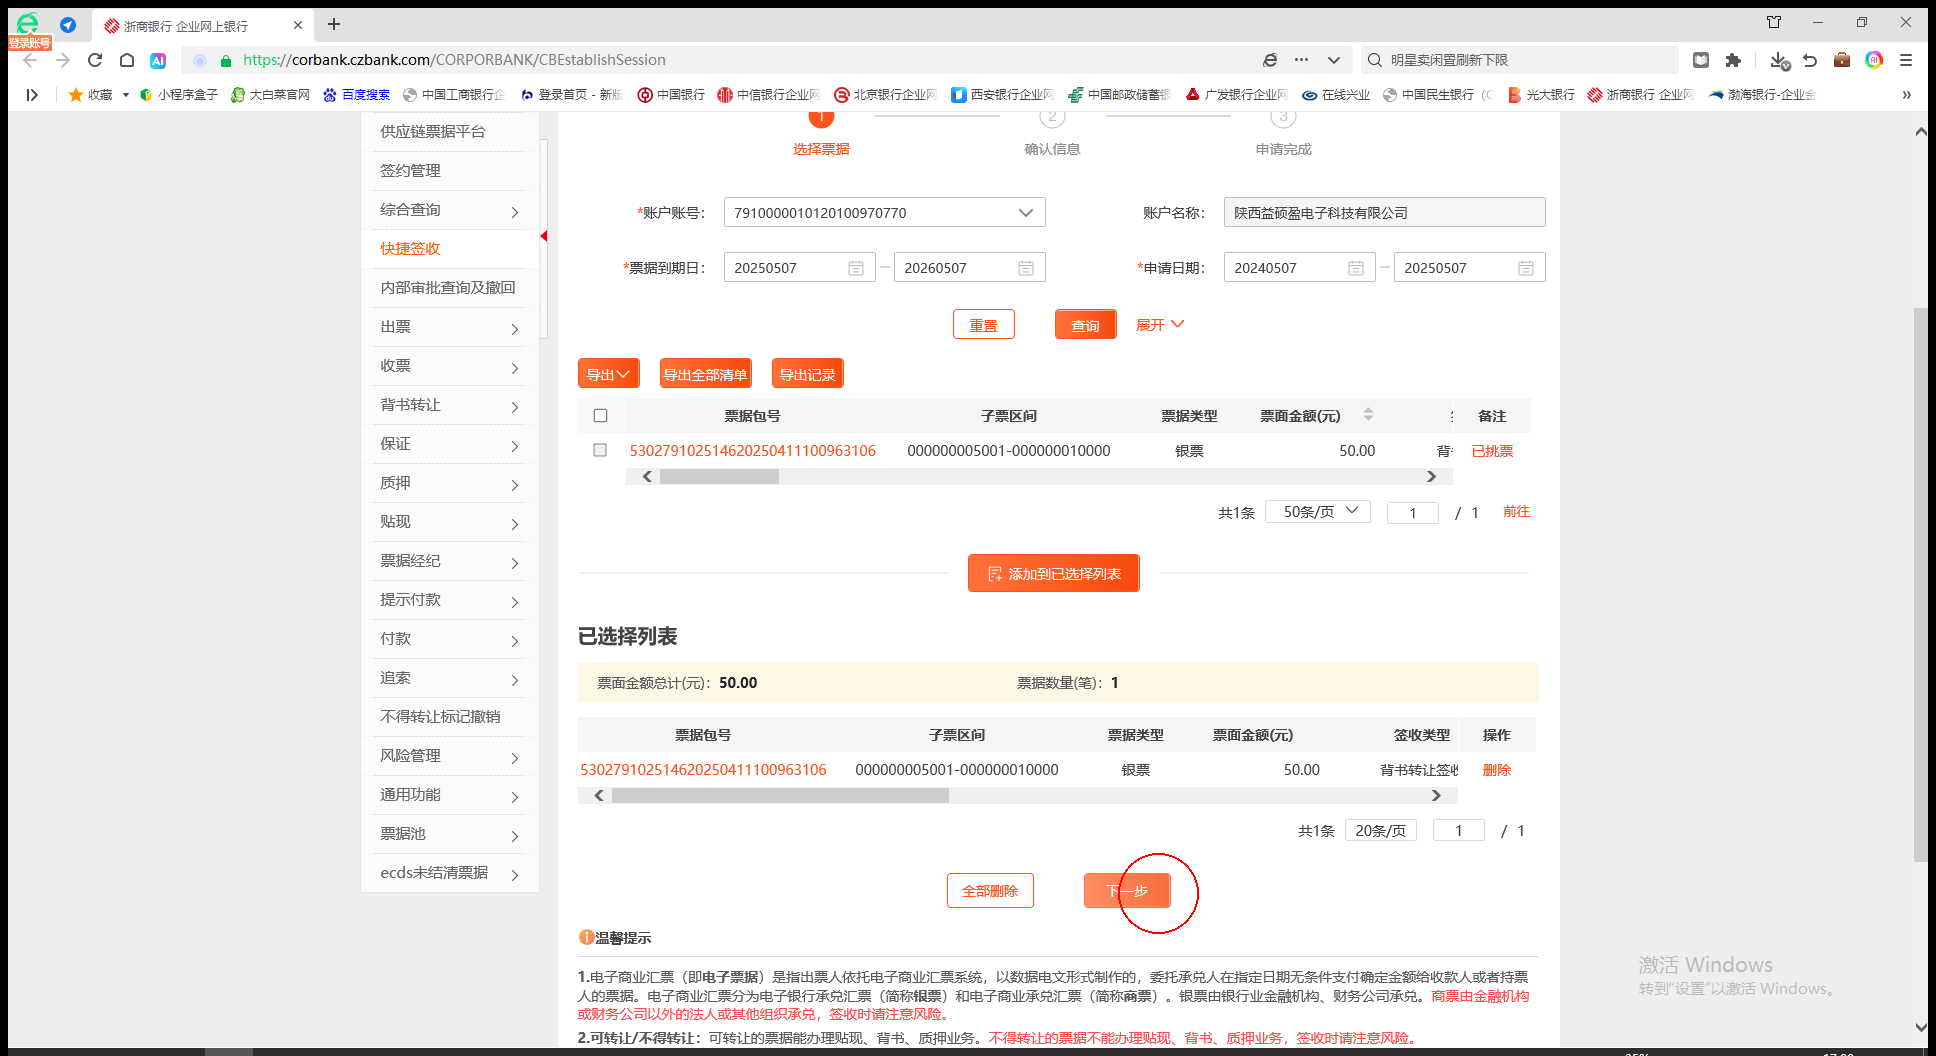 浙商银行 企业网上银行
登录账号
https://corbank.czbank.com/CORPORBANK/CBEstablishSession
明星卖闲置刷新下限
收藏 小程序盒子 大白菜官网 百度搜索 中国工商银行企 登录首页 - 新版 中国银行 中信银行企业网 北京银行企业网 西安银行企业网 中国邮政储蓄银 广发银行企业网 在线兴业 中国民生银行 (C 光大银行 浙商银行 企业网 渤海银行-企业金 »
供应链票据平台
签约管理
综合查询
快捷签收
内部审批查询及撤回
出票
收票
背书转让
保证
质押
贴现
票据经纪
提示付款
付款
追索
不得转让标记撤销
风险管理
通用功能
票据池
ecds未结清票据
1 2 3
选择票据 确认信息 申请完成
*账户账号： 7910000010120100970770 账户名称： 陕西益硕盈电子科技有限公司
*票据到期日： 20250507 — 20260507 *申请日期： 20240507 — 20250507
重置 查询 展开
导出 导出全部清单 导出记录
票据包号 子票区间 票据类型 票面金额(元) 备注
530279102514620250411100963106 000000005001-000000010000 银票 50.00 背书 已挑票
共1条 50条/页 1 / 1 前往
添加到已选择列表
已选择列表
票面金额总计(元)： 50.00 票据数量(笔)： 1
票据包号 子票区间 票据类型 票面金额(元) 签收类型 操作
530279102514620250411100963106 000000005001-000000010000 银票 50.00 背书转让签收 删除
共1条 20条/页 1 / 1
全部删除 下一步
温馨提示
1.电子商业汇票（即电子票据）是指出票人依托电子商业汇票系统，以数据电文形式制作的，委托承兑人在指定日期无条件支付确定金额给收款人或者持票
人的票据。电子商业汇票分为电子银行承兑汇票（简称银票）和电子商业承兑汇票（简称商票）。银票由银行业金融机构、财务公司承兑。商票由金融机构
或财务公司以外的法人或其他组织承兑，签收时请注意风险。
2.可转让/不得转让：可转让的票据能办理贴现、背书、质押业务。不得转让的票据不能办理贴现、背书、质押业务，签收时请注意风险。
激活 Windows
转到“设置”以激活 Windows。